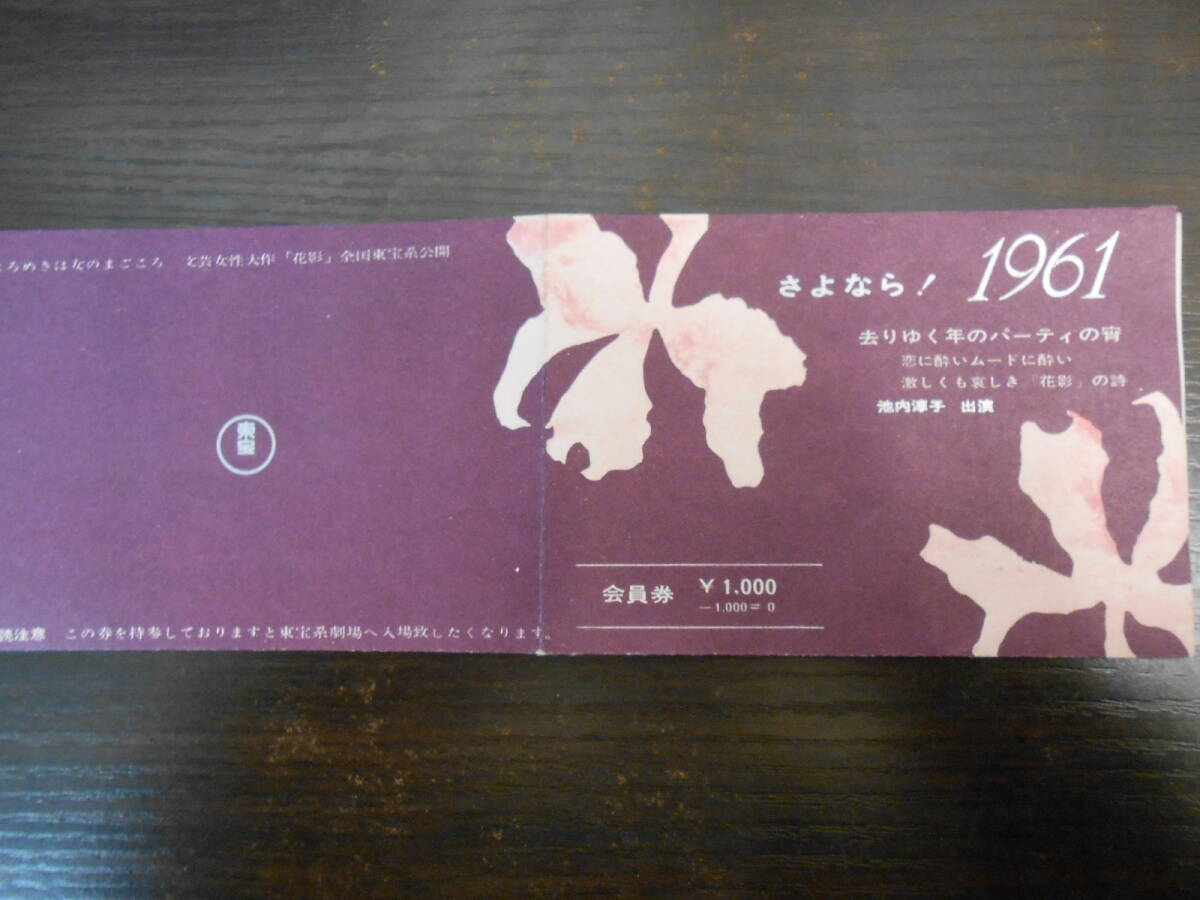 ろめきは女のまごころ 文芸女性大作「花影」全国東宝系公開
東宝
読注意 この券を持参しておりますと東宝系劇場へ入場致したくなります。
さよなら! 1961
去りゆく年のパーティの宵
恋に酔いムードに酔い
激しくも哀しき「花影」の詩
池内淳子 出演
会員券 ¥1.000
－1.000＝0